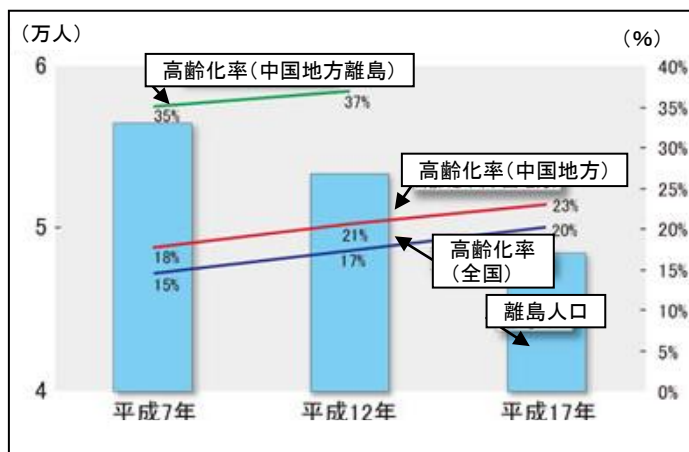 (万人)
(%)
6
5
4
40%
35%
30%
25%
20%
15%
10%
5%
0%
高齢化率(中国地方離島)
35%
37%
高齢化率(中国地方)
18%
21%
23%
高齢化率
(全国)
15%
17%
20%
離島人口
平成7年
平成12年
平成17年